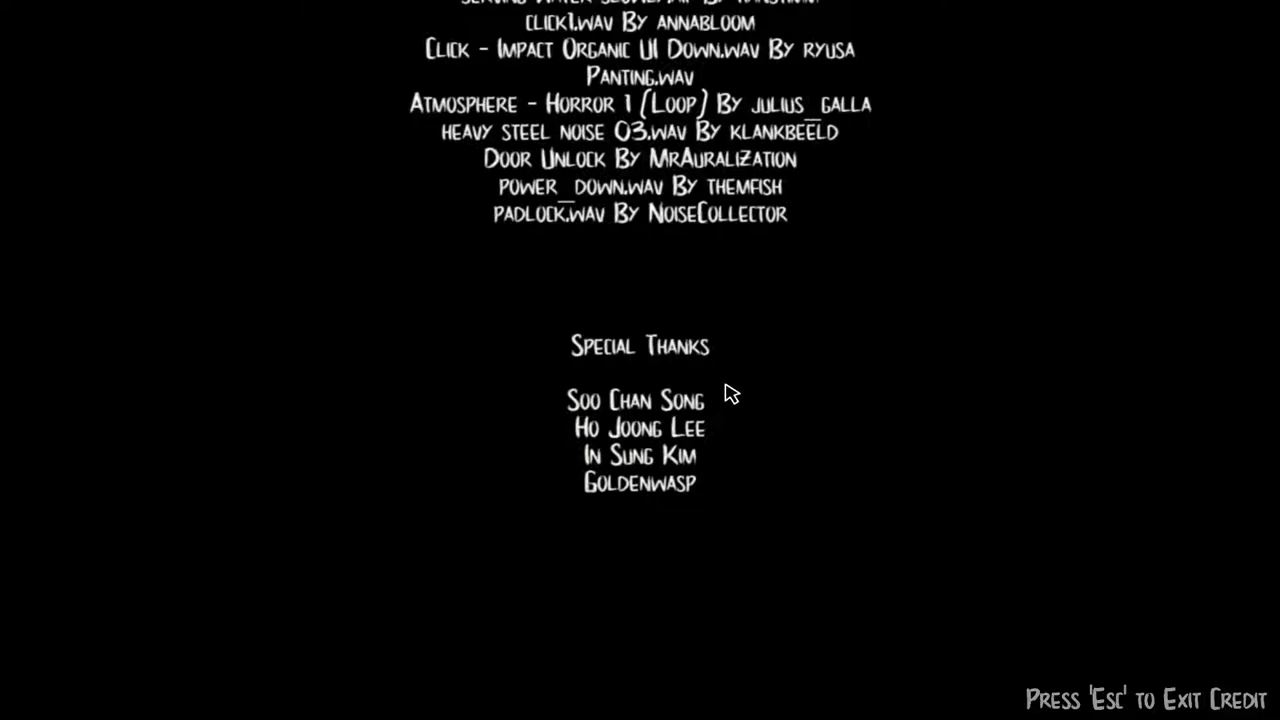 click1.wav By annabloom
Click - Impact Organic UI Down.wav By ryusa
Panting.wav
Atmosphere - Horror 1 (Loop) By julius_galla
heavy steel noise 03.wav By klankbeeld
Door Unlock By MrAuralization
power_down.wav By themfish
padlock.wav By NoiseCollector
Special Thanks
Soo Chan Song
Ho Joong Lee
In Sung Kim
Goldenwasp
Press 'Esc' to Exit Credit